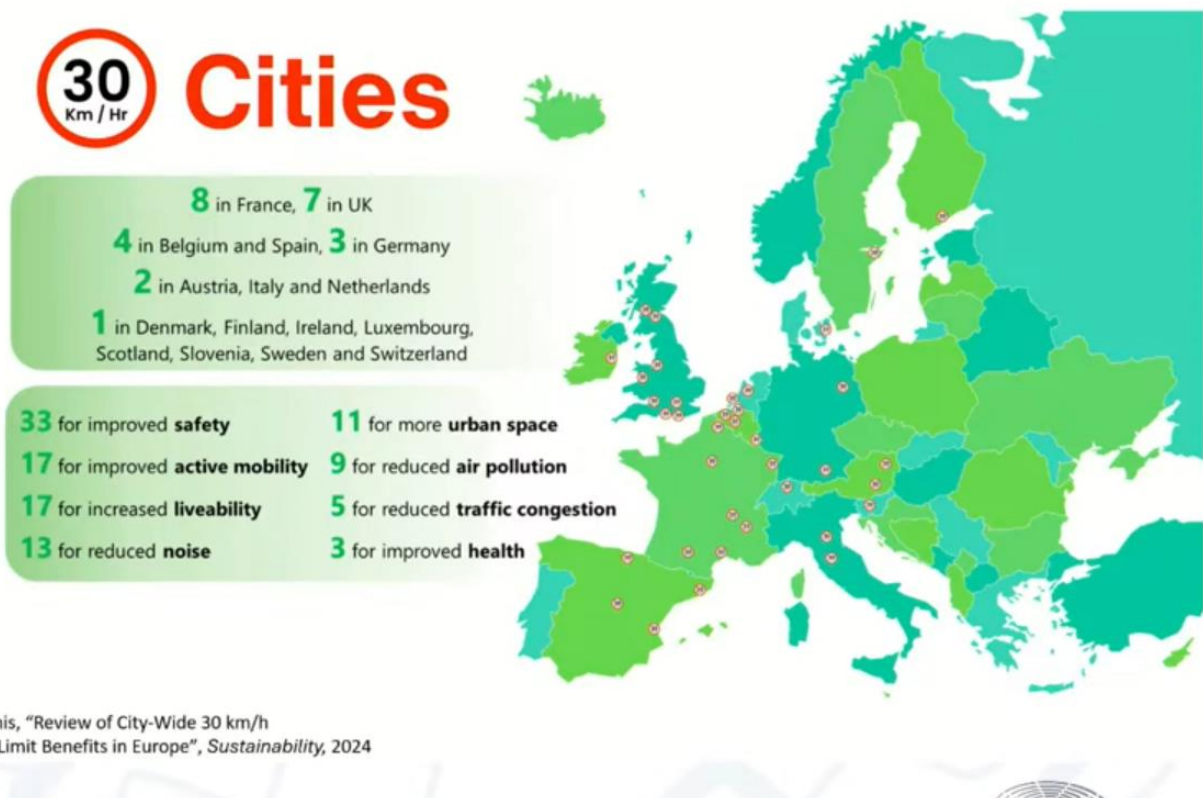 30
Km / Hr
Cities
8 in France, 7 in UK
4 in Belgium and Spain, 3 in Germany
2 in Austria, Italy and Netherlands
1 in Denmark, Finland, Ireland, Luxembourg,
Scotland, Slovenia, Sweden and Switzerland
33 for improved safety
17 for improved active mobility
17 for increased liveability
13 for reduced noise
11 for more urban space
9 for reduced air pollution
5 for reduced traffic congestion
3 for improved health
"Review of City-Wide 30 km/h
Limit Benefits in Europe", Sustainability, 2024